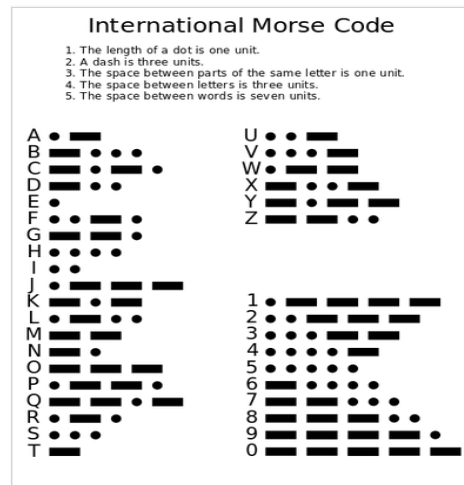 International Morse Code
1. The length of a dot is one unit.
2. A dash is three units.
3. The space between parts of the same letter is one unit.
4. The space between letters is three units.
5. The space between words is seven units.
A
B
C
D
E
F
G
H
I
J
K
L
M
N
O
P
Q
R
S
T
U
V
W
X
Y
Z
1
2
3
4
5
6
7
8
9
0